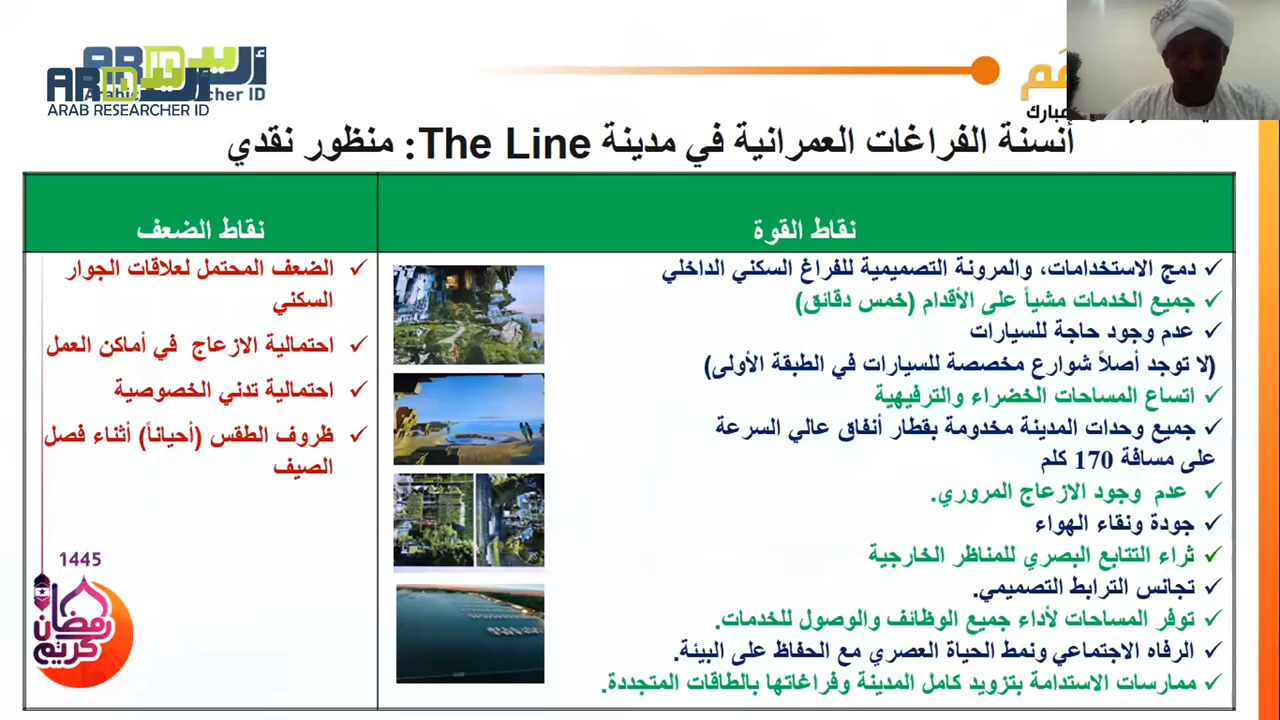 أريد
ARID
ARAB RESEARCHER ID
cher ID
أنسنة الفراغات العمرانية في مدينة The Line: منظور نقدي
نقاط القوة
دمج الاستخدامات، والمرونة التصميمية للفراغ السكني الداخلي
جميع الخدمات مشياً على الأقدام (خمس دقائق)
عدم وجود حاجة للسيارات
(لا توجد أصلاً شوارع مخصصة للسيارات في الطبقة الأولى)
اتساع المساحات الخضراء والترفيهية
جميع وحدات المدينة مخدومة بقطار أنفاق عالي السرعة
على مسافة 170 كلم
عدم وجود الازعاج المروري.
جودة ونقاء الهواء
ثراء التتابع البصري للمناظر الخارجية
تجانس الترابط التصميمي.
توفر المساحات لأداء جميع الوظائف والوصول للخدمات.
الرفاه الاجتماعي ونمط الحياة العصري مع الحفاظ على البيئة.
ممارسات الاستدامة بتزويد كامل المدينة وفراغاتها بالطاقات المتجددة.
نقاط الضعف
الضعف المحتمل لعلاقات الجوار
السكني
احتمالية الازعاج في أماكن العمل
احتمالية تدني الخصوصية
ظروف الطقس (أحياناً) أثناء فصل
الصيف
1445
رمضان
كريم